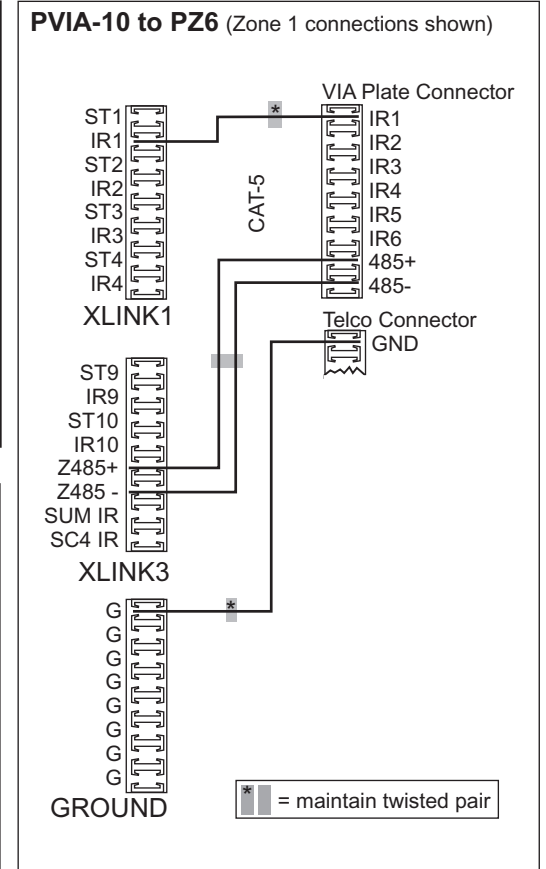 PVIA-10 to PZ6 (Zone 1 connections shown)
VIA Plate Connector
ST1
IR1
ST2
IR2
ST3
IR3
ST4
IR4
XLINK1
*
CAT-5
IR1
IR2
IR3
IR4
IR5
IR6
485+
485-
Telco Connector
GND
ST9
IR9
ST10
IR10
Z485+
Z485 -
SUM IR
SC4 IR
XLINK3
G
G
G
G
G
G
G
G
GROUND
*
* = maintain twisted pair